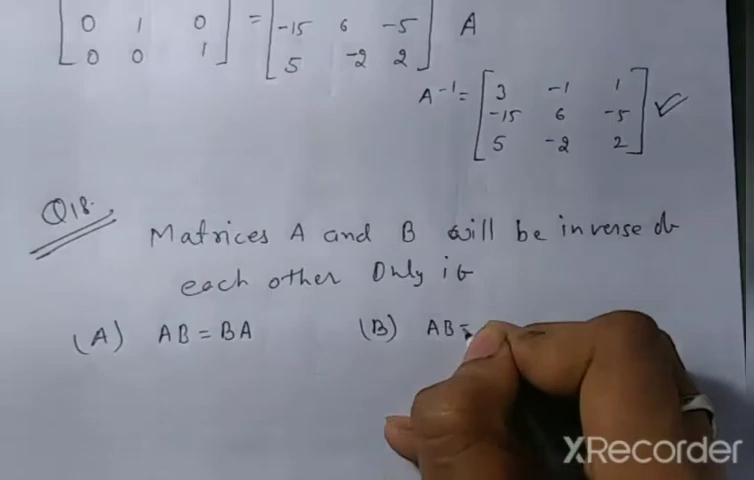 0 1 0 = -15 6 -5 A
0 0 1 5 -2 2
A⁻¹ = 3 -1 1
-15 6 -5
5 -2 2
Q18.
Matrices A and B will be inverse of
each other Only if
(A) AB = BA (B) AB =
XRecorder